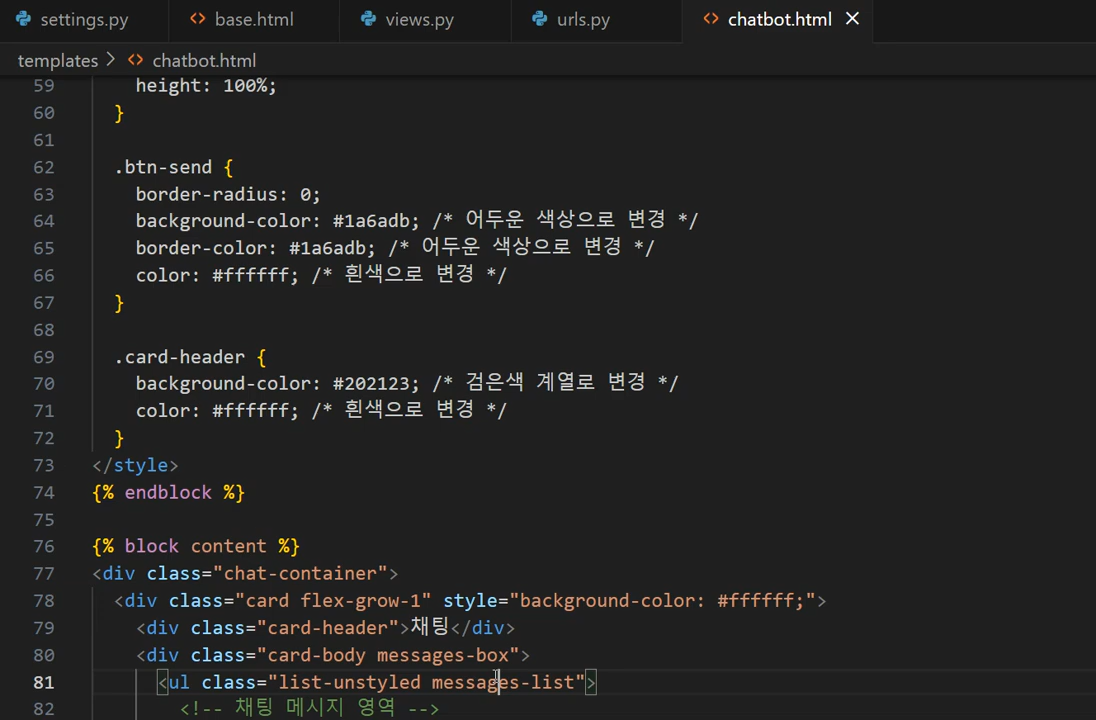 settings.py base.html views.py urls.py chatbot.html
templates > chatbot.html
59 height: 100%;
60 }
61
62 .btn-send {
63 border-radius: 0;
64 background-color: #1a6adb; /* 어두운 색상으로 변경 */
65 border-color: #1a6adb; /* 어두운 색상으로 변경 */
66 color: #ffffff; /* 흰색으로 변경 */
67 }
68
69 .card-header {
70 background-color: #202123; /* 검은색 계열로 변경 */
71 color: #ffffff; /* 흰색으로 변경 */
72 }
73 </style>
74 {% endblock %}
75
76 {% block content %}
77 <div class="chat-container">
78 <div class="card flex-grow-1" style="background-color: #ffffff;">
79 <div class="card-header">채팅</div>
80 <div class="card-body messages-box">
81 <ul class="list-unstyled messages-list">
82 <!-- 채팅 메시지 영역 -->